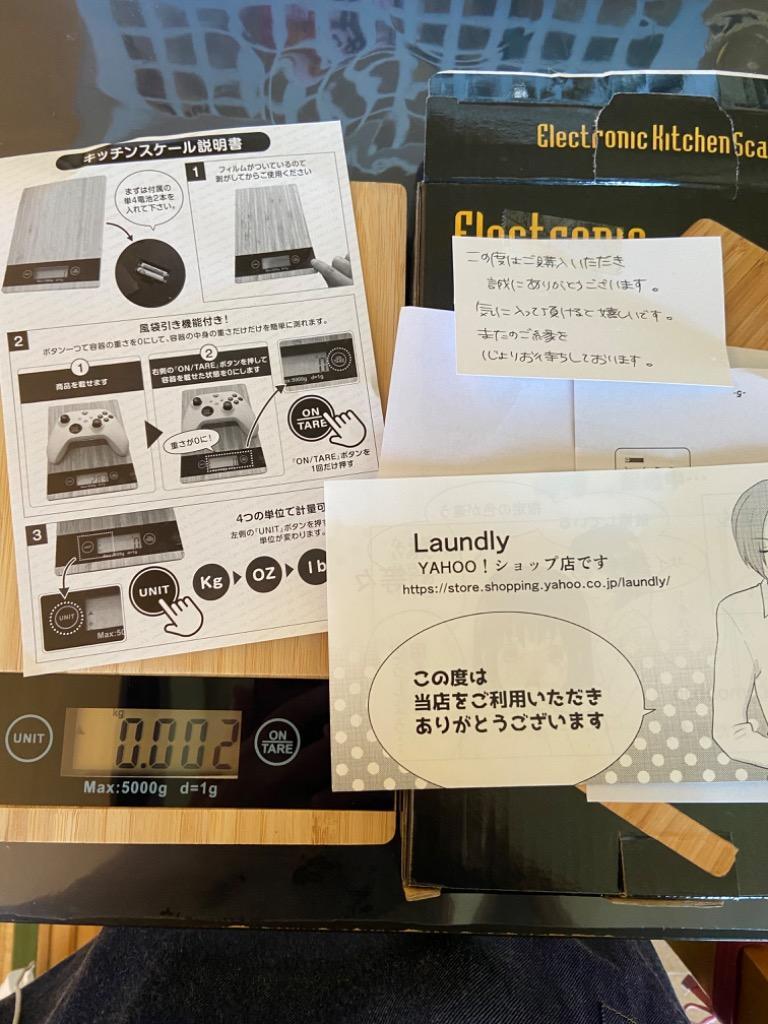 キッチンスケール説明書
まずは付属の
単4電池2本を
入れて下さい。
1
フィルムがついているので
剥がしてからご使用ください
2
風袋引き機能付き!
ボタン一つで容器の重さを0にして、容器の中身の重さだけを簡単に測れます。
1
商品を載せます
2
右側の「ON/TARE」ボタンを押して
容器を載せた状態を0にします
重さが0に!
ON
TARE
「ON/TARE」ボタンを
1回だけ押す
5000g d=1g
3
4つの単位で計量可
左側の「UNIT」ボタンを押す
単位が変わります。
UNIT
Kg
oz
lb
UNIT
Max:50
UNIT
kg
0.002
ON
TARE
Max:5000g d=1g
Electronic Kitchen Sca
Electronic
この度はご購入いただき
誠にありがとうございます。
気に入って頂けると嬉しいです。
またのご縁を
心よりお待ちしております。
-5-
Laundly
YAHOO!ショップ店です
https://store.shopping.yahoo.co.jp/laundly/
この度は
当店をご利用いただき
ありがとうございます